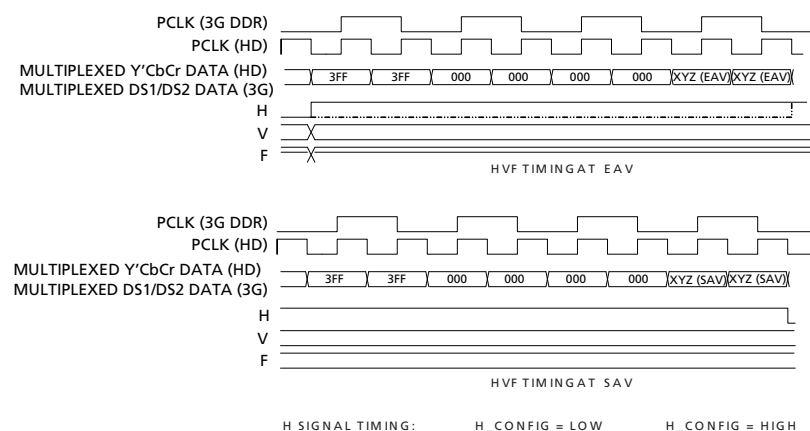 PCLK (3G DDR)
PCLK (HD)
MULTIPLEXED Y'CbCr DATA (HD)
MULTIPLEXED DS1/DS2 DATA (3G)
3FF 3FF 000 000 000 000 XYZ (EAV) XYZ (EAV)
H
V
F
HVF TIMING AT EAV
PCLK (3G DDR)
PCLK (HD)
MULTIPLEXED Y'CbCr DATA (HD)
MULTIPLEXED DS1/DS2 DATA (3G)
3FF 3FF 000 000 000 000 XYZ (SAV) XYZ (SAV)
H
V
F
HVF TIMING AT SAV
H SIGNAL TIMING: H_CONFIG = LOW H_CONFIG = HIGH